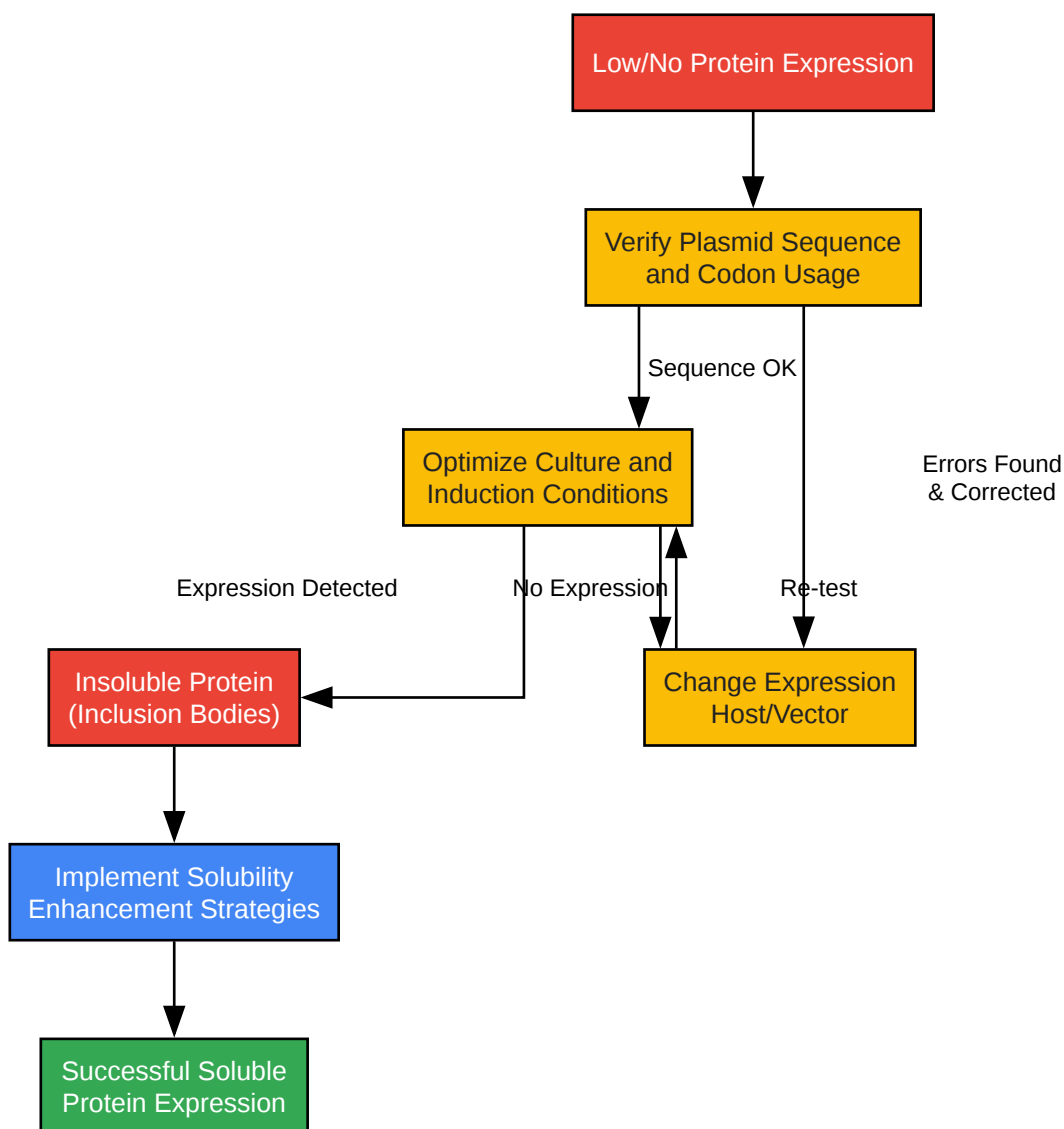 Low/No Protein Expression
Verify Plasmid Sequence
and Codon Usage
Sequence OK
Errors Found
& Corrected
Optimize Culture and
Induction Conditions
Expression Detected
No Expression
Re-test
Insoluble Protein
(Inclusion Bodies)
Change Expression
Host/Vector
Implement Solubility
Enhancement Strategies
Successful Soluble
Protein Expression